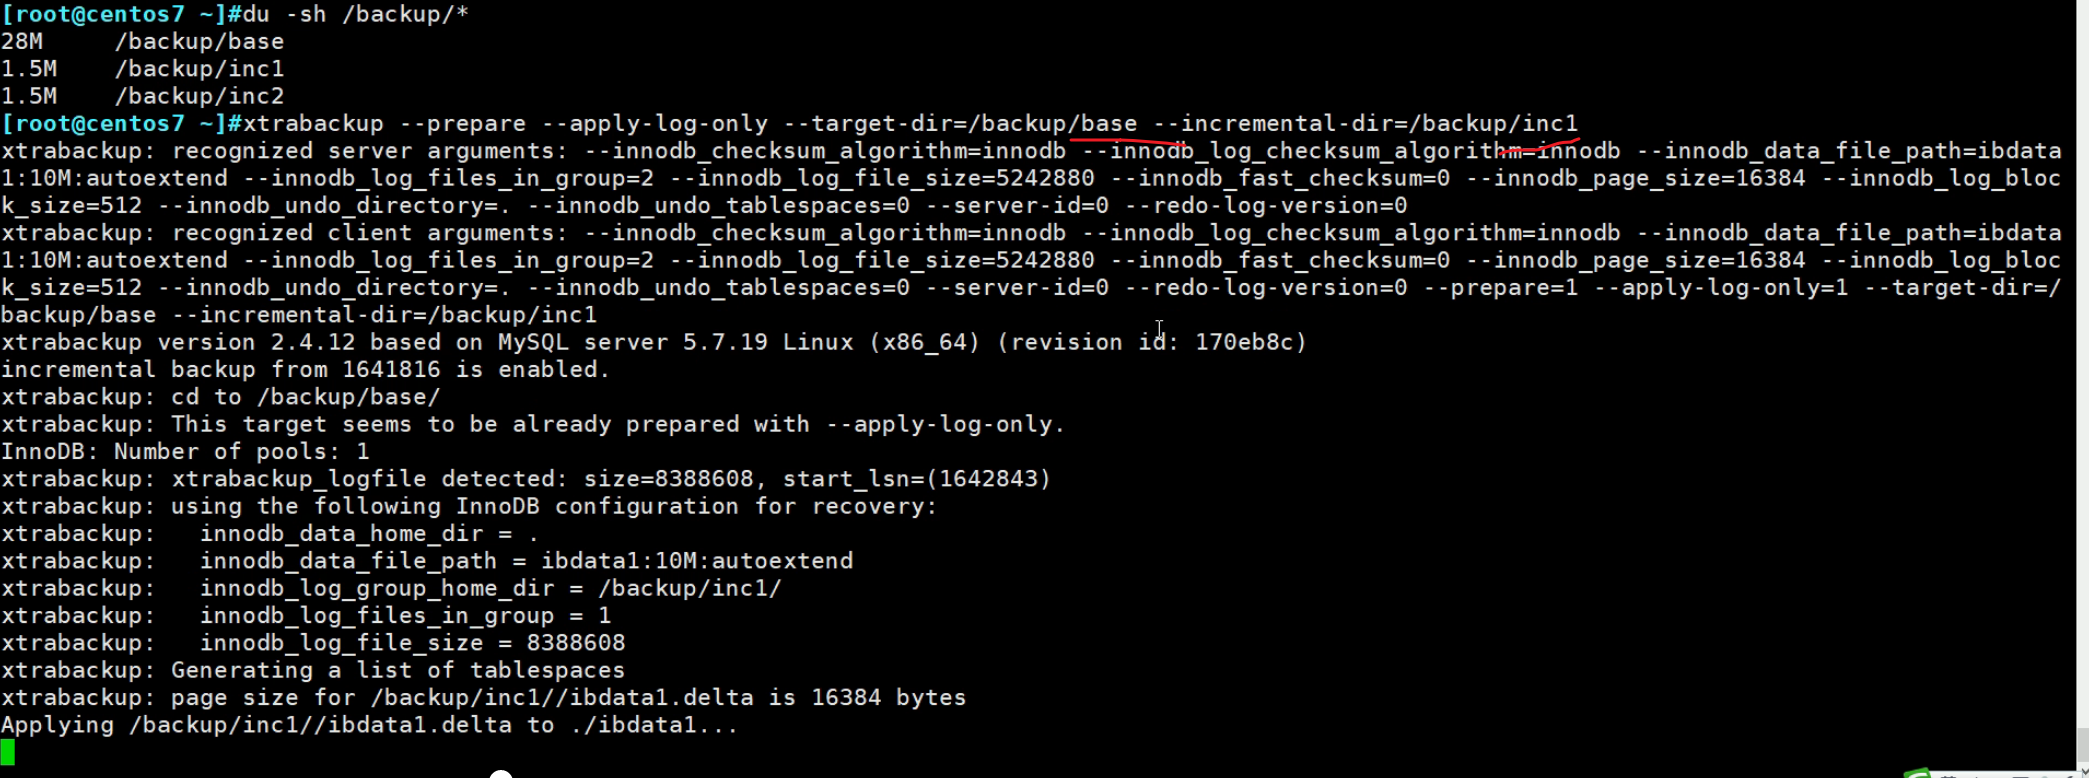 [root@centos7 ~]#du -sh /backup/*
28M     /backup/base
1.5M    /backup/inc1
1.5M    /backup/inc2
[root@centos7 ~]#xtrabackup --prepare --apply-log-only --target-dir=/backup/base --incremental-dir=/backup/inc1
xtrabackup: recognized server arguments: --innodb_checksum_algorithm=innodb --innodb_log_checksum_algorithm=innodb --innodb_data_file_path=ibdata
1:10M:autoextend --innodb_log_files_in_group=2 --innodb_log_file_size=5242880 --innodb_fast_checksum=0 --innodb_page_size=16384 --innodb_log_bloc
k_size=512 --innodb_undo_directory=. --innodb_undo_tablespaces=0 --server-id=0 --redo-log-version=0
xtrabackup: recognized client arguments: --innodb_checksum_algorithm=innodb --innodb_log_checksum_algorithm=innodb --innodb_data_file_path=ibdata
1:10M:autoextend --innodb_log_files_in_group=2 --innodb_log_file_size=5242880 --innodb_fast_checksum=0 --innodb_page_size=16384 --innodb_log_bloc
k_size=512 --innodb_undo_directory=. --innodb_undo_tablespaces=0 --server-id=0 --redo-log-version=0 --prepare=1 --apply-log-only=1 --target-dir=/
backup/base --incremental-dir=/backup/inc1
xtrabackup version 2.4.12 based on MySQL server 5.7.19 Linux (x86_64) (revision id: 170eb8c)
incremental backup from 1641816 is enabled.
xtrabackup: cd to /backup/base/
xtrabackup: This target seems to be already prepared with --apply-log-only.
InnoDB: Number of pools: 1
xtrabackup: xtrabackup_logfile detected: size=8388608, start_lsn=(1642843)
xtrabackup: using the following InnoDB configuration for recovery:
xtrabackup:   innodb_data_home_dir = .
xtrabackup:   innodb_data_file_path = ibdata1:10M:autoextend
xtrabackup:   innodb_log_group_home_dir = /backup/inc1/
xtrabackup:   innodb_log_files_in_group = 1
xtrabackup:   innodb_log_file_size = 8388608
xtrabackup: Generating a list of tablespaces
xtrabackup: page size for /backup/inc1//ibdata1.delta is 16384 bytes
Applying /backup/inc1//ibdata1.delta to ./ibdata1...